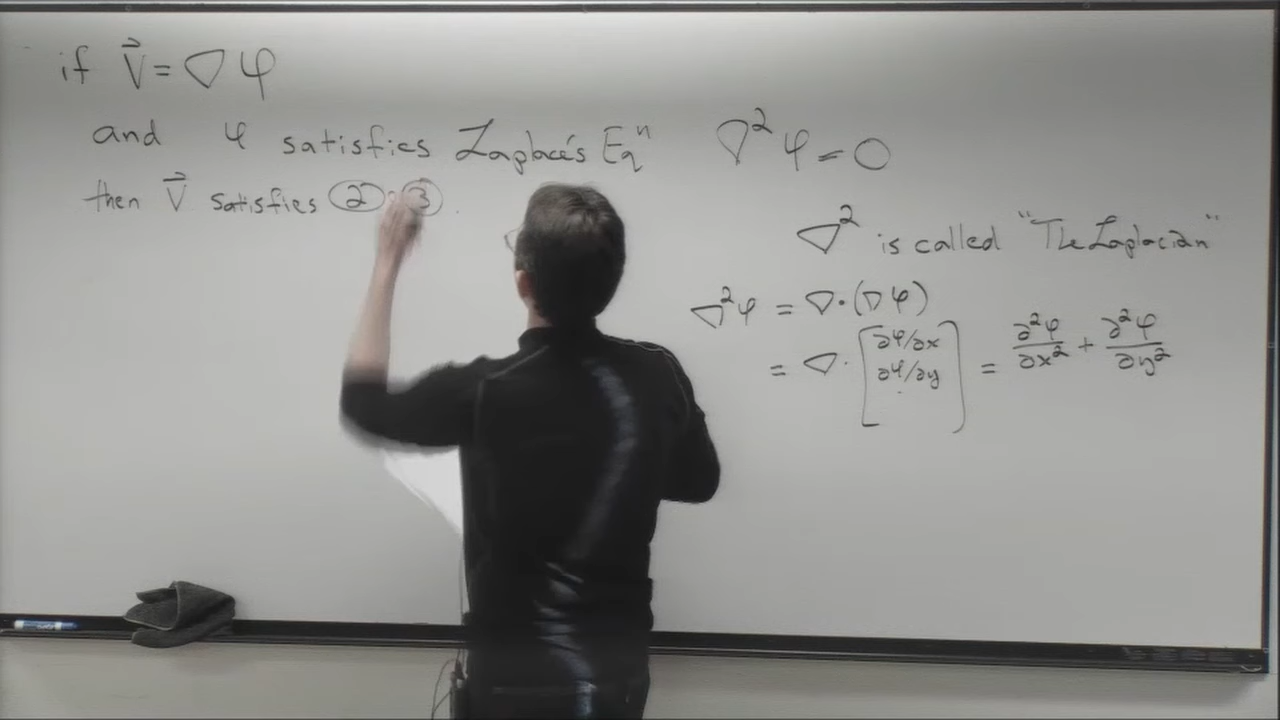 if V⃗ = ∇φ
and φ satisfies Laplace's Eqⁿ ∇²φ = 0
then V⃗ satisfies ② ③
∇² is called "The Laplacian"
∇²φ = ∇·(∇φ)
= ∇· [∂φ/∂x ∂φ/∂y] = ∂²φ/∂x² + ∂²φ/∂y²